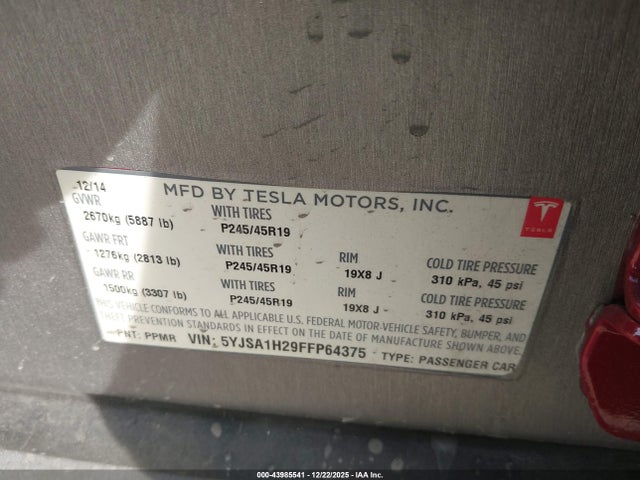 12/14 MFD BY TESLA MOTORS, INC.
GVWR
2670kg (5887 lb) WITH TIRES
P245/45R19
GAWR FRT WITH TIRES RIM COLD TIRE PRESSURE
1276kg (2813 lb) P245/45R19 19X8 J 310 kPa, 45 psi
GAWR RR WITH TIRES RIM COLD TIRE PRESSURE
1500kg (3307 lb) P245/45R19 19X8 J 310 kPa, 45 psi
THIS VEHICLE CONFORMS TO ALL APPLICABLE U.S. FEDERAL MOTOR-VEHICLE SAFETY, BUMPER, AND
THEFT PREVENTION STANDARDS IN EFFECT ON THE DATE OF MANUFACTURE SHOWN ABOVE.
PNT: PPMR VIN: 5YJSA1H29FFP64375 TYPE: PASSENGER CAR
TESLA
000-43985541 - 12/22/2025 - IAA Inc.